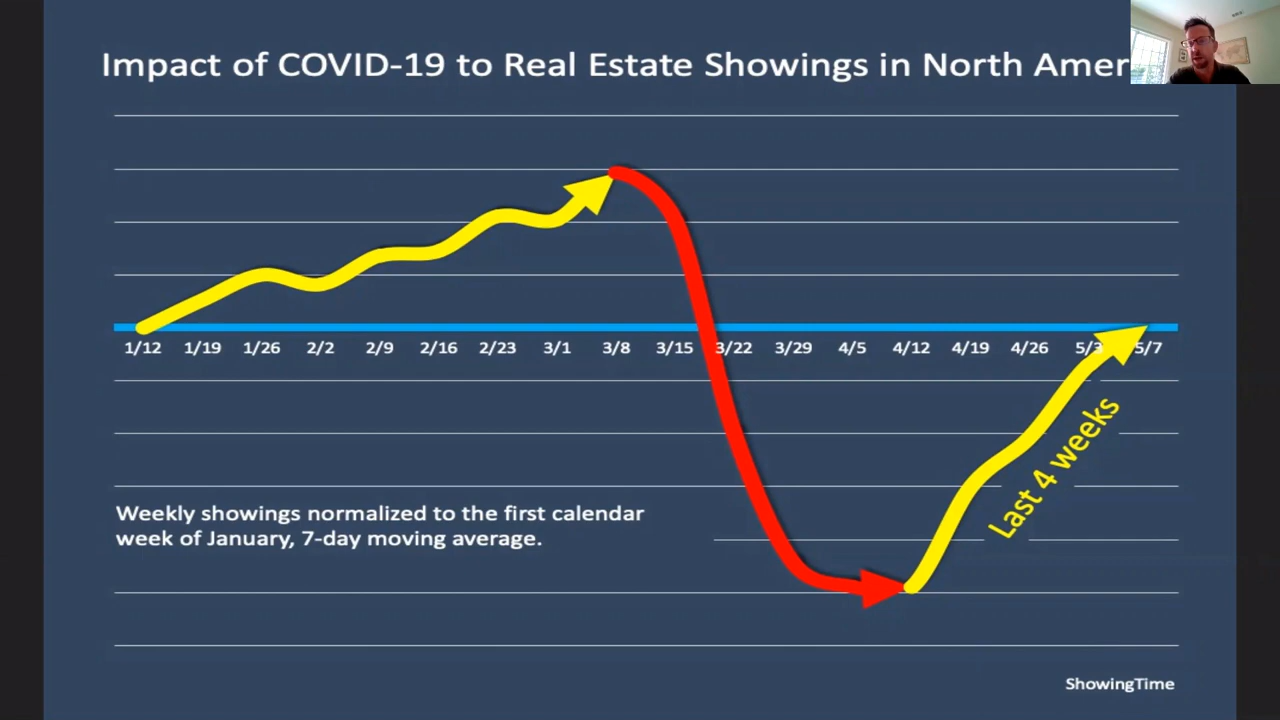 Impact of COVID-19 to Real Estate Showings in North Amer
1/12 1/19 1/26 2/2 2/9 2/16 2/23 3/1 3/8 3/15 3/22 3/29 4/5 4/12 4/19 4/26 5/3 5/7
Last 4 weeks
Weekly showings normalized to the first calendar
week of January, 7-day moving average.
ShowingTime